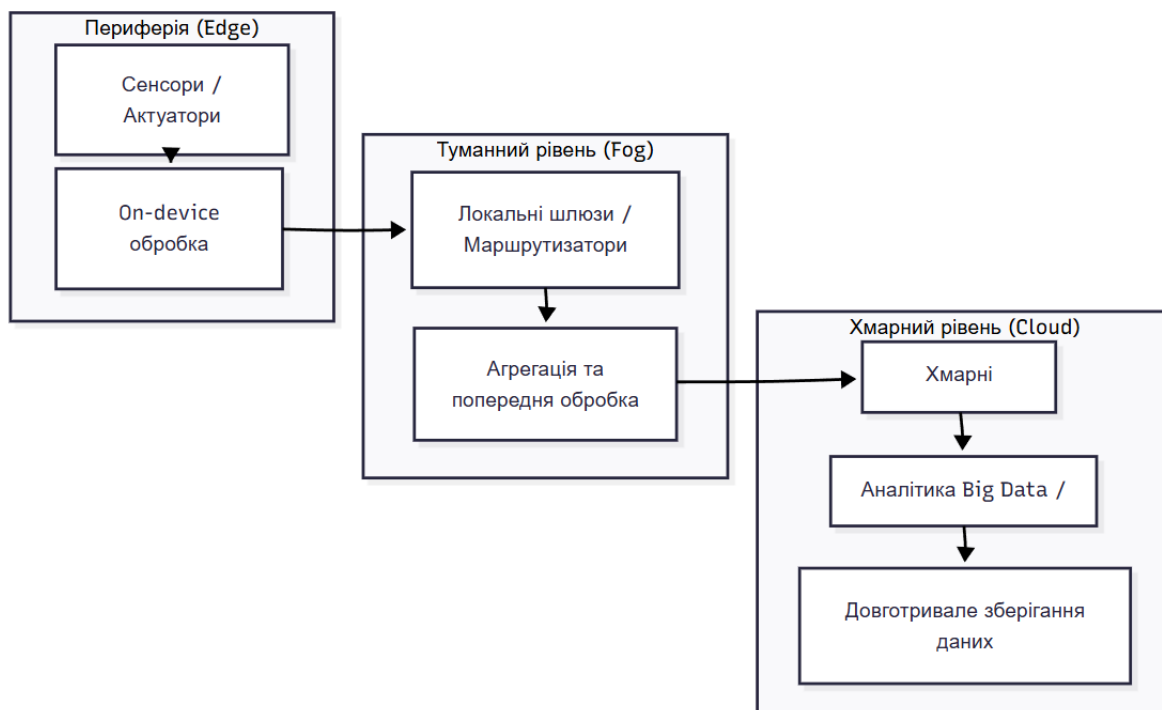 Периферія (Edge)
Сенсори /
Актуатори
On-device
обробка
Туманний рівень (Fog)
Локальні шлюзи /
Маршрутизатори
Агрегація та
попередня обробка
Хмарний рівень (Cloud)
Хмарні
Аналітика Big Data /
Довготривале зберігання
даних